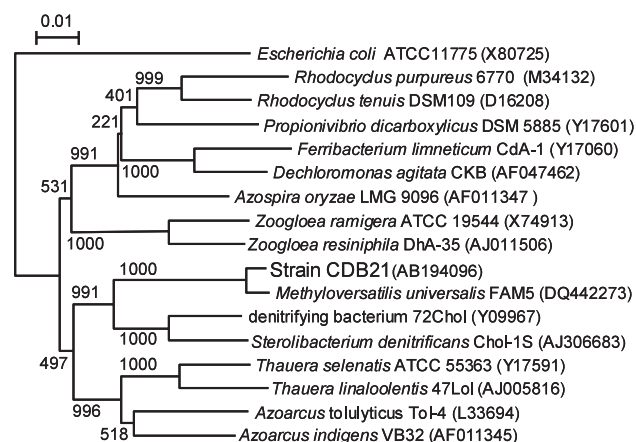 0.01
Escherichia coli ATCC11775 (X80725)
999
Rhodocyclus purpureus 6770 (M34132)
401
Rhodocyclus tenuis DSM109 (D16208)
221
Propionivibrio dicarboxylicus DSM 5885 (Y17601)
991
Ferribacterium limneticum CdA-1 (Y17060)
1000
Dechloromonas agitata CKB (AF047462)
531
Azospira oryzae LMG 9096 (AF011347 )
Zoogloea ramigera ATCC 19544 (X74913)
1000
Zoogloea resiniphila DhA-35 (AJ011506)
1000
Strain CDB21(AB194096)
991
Methyloversatilis universalis FAM5 (DQ442273)
denitrifying bacterium 72Chol (Y09967)
1000
Sterolibacterium denitrificans Chol-1S (AJ306683)
497
1000
Thauera selenatis ATCC 55363 (Y17591)
Thauera linaloolentis 47Lol (AJ005816)
996
Azoarcus tolulyticus Tol-4 (L33694)
518
Azoarcus indigens VB32 (AF011345)